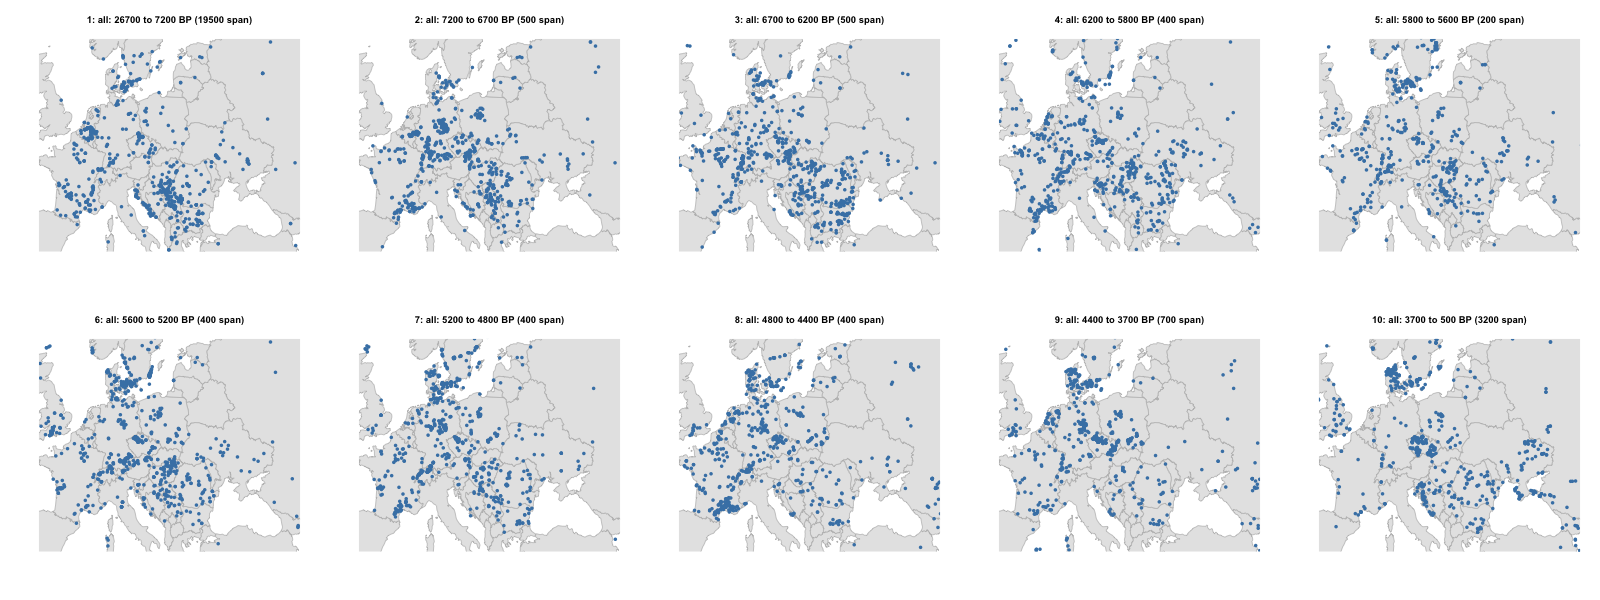 1: all: 26700 to 7200 BP (19500 span)
2: all: 7200 to 6700 BP (500 span)
3: all: 6700 to 6200 BP (500 span)
4: all: 6200 to 5800 BP (400 span)
5: all: 5800 to 5600 BP (200 span)
6: all: 5600 to 5200 BP (400 span)
7: all: 5200 to 4800 BP (400 span)
8: all: 4800 to 4400 BP (400 span)
9: all: 4400 to 3700 BP (700 span)
10: all: 3700 to 500 BP (3200 span)